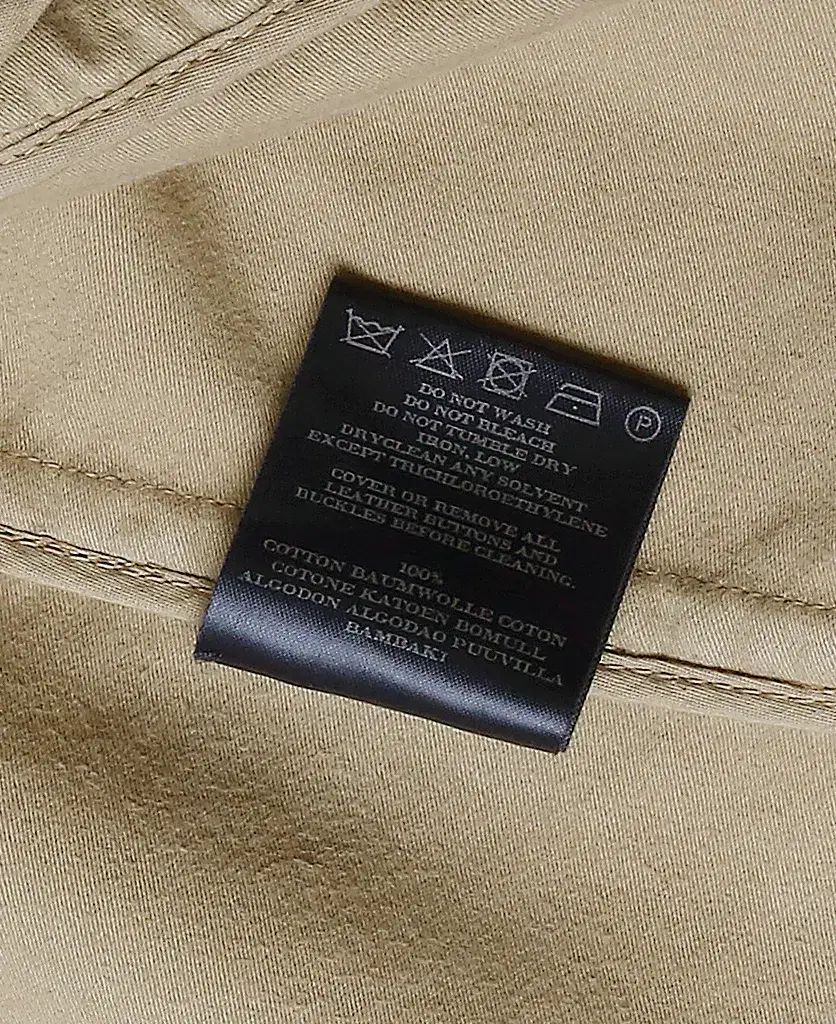 P
DO NOT WASH
DO NOT BLEACH
DO NOT TUMBLE DRY
IRON, LOW
DRYCLEAN ANY SOLVENT
EXCEPT TRICHLOROETHYLENE
COVER OR REMOVE ALL
LEATHER BUTTONS AND
BUCKLES BEFORE CLEANING.
100%
COTTON BAUMWOLLE COTON
COTONE KATOEN BOMULL
ALGODON ALGODAO PUUVILLA
BAMBAKI